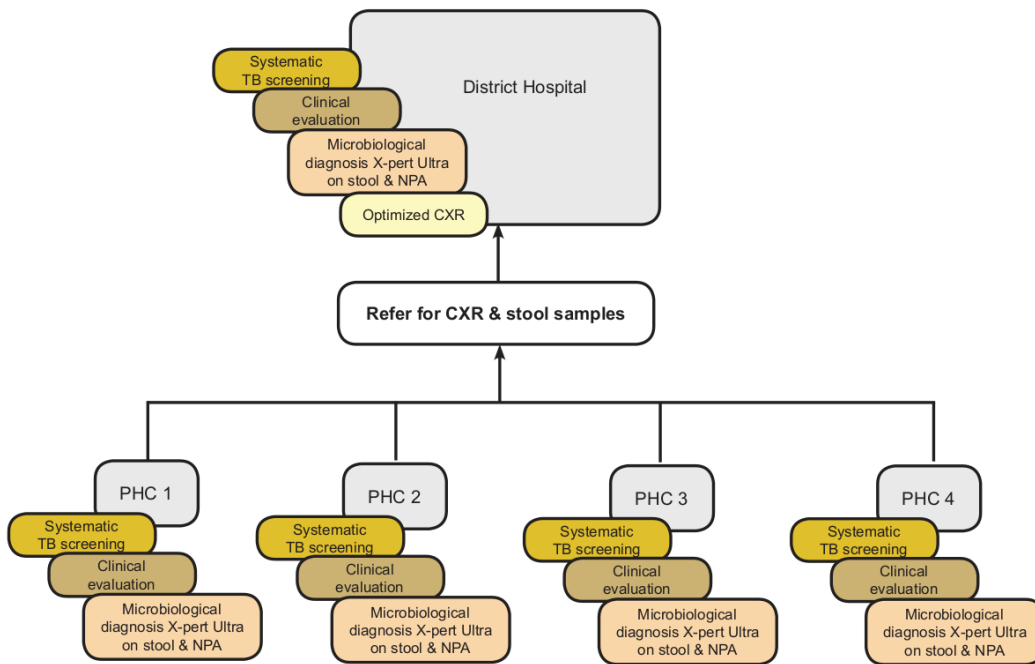 Systematic
TB screening
District Hospital
Clinical
evaluation
Microbiological
diagnosis X-pert Ultra
on stool & NPA
Optimized CXR
Refer for CXR & stool samples
PHC 1
Systematic
TB screening
Clinical
evaluation
Microbiological
diagnosis X-pert Ultra
on stool & NPA
PHC 2
Systematic
TB screening
Clinical
evaluation
Microbiological
diagnosis X-pert Ultra
on stool & NPA
PHC 3
Systematic
TB screening
Clinical
evaluation
Microbiological
diagnosis X-pert Ultra
on stool & NPA
PHC 4
Systematic
TB screening
Clinical
evaluation
Microbiological
diagnosis X-pert Ultra
on stool & NPA